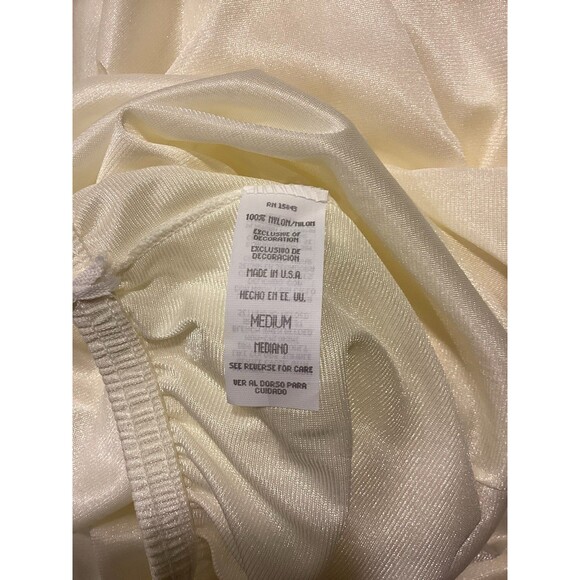 RN 15049
100% NYLON/NILON
EXCLUSIVE OF
DECORATION
EXCLUSIVO DE
DECORACION
MADE IN U.S.A.
HECHO EN EE. UU.
MEDIUM
MEDIANO
SEE REVERSE FOR CARE
VER AL DORSO PARA
CUIDADO